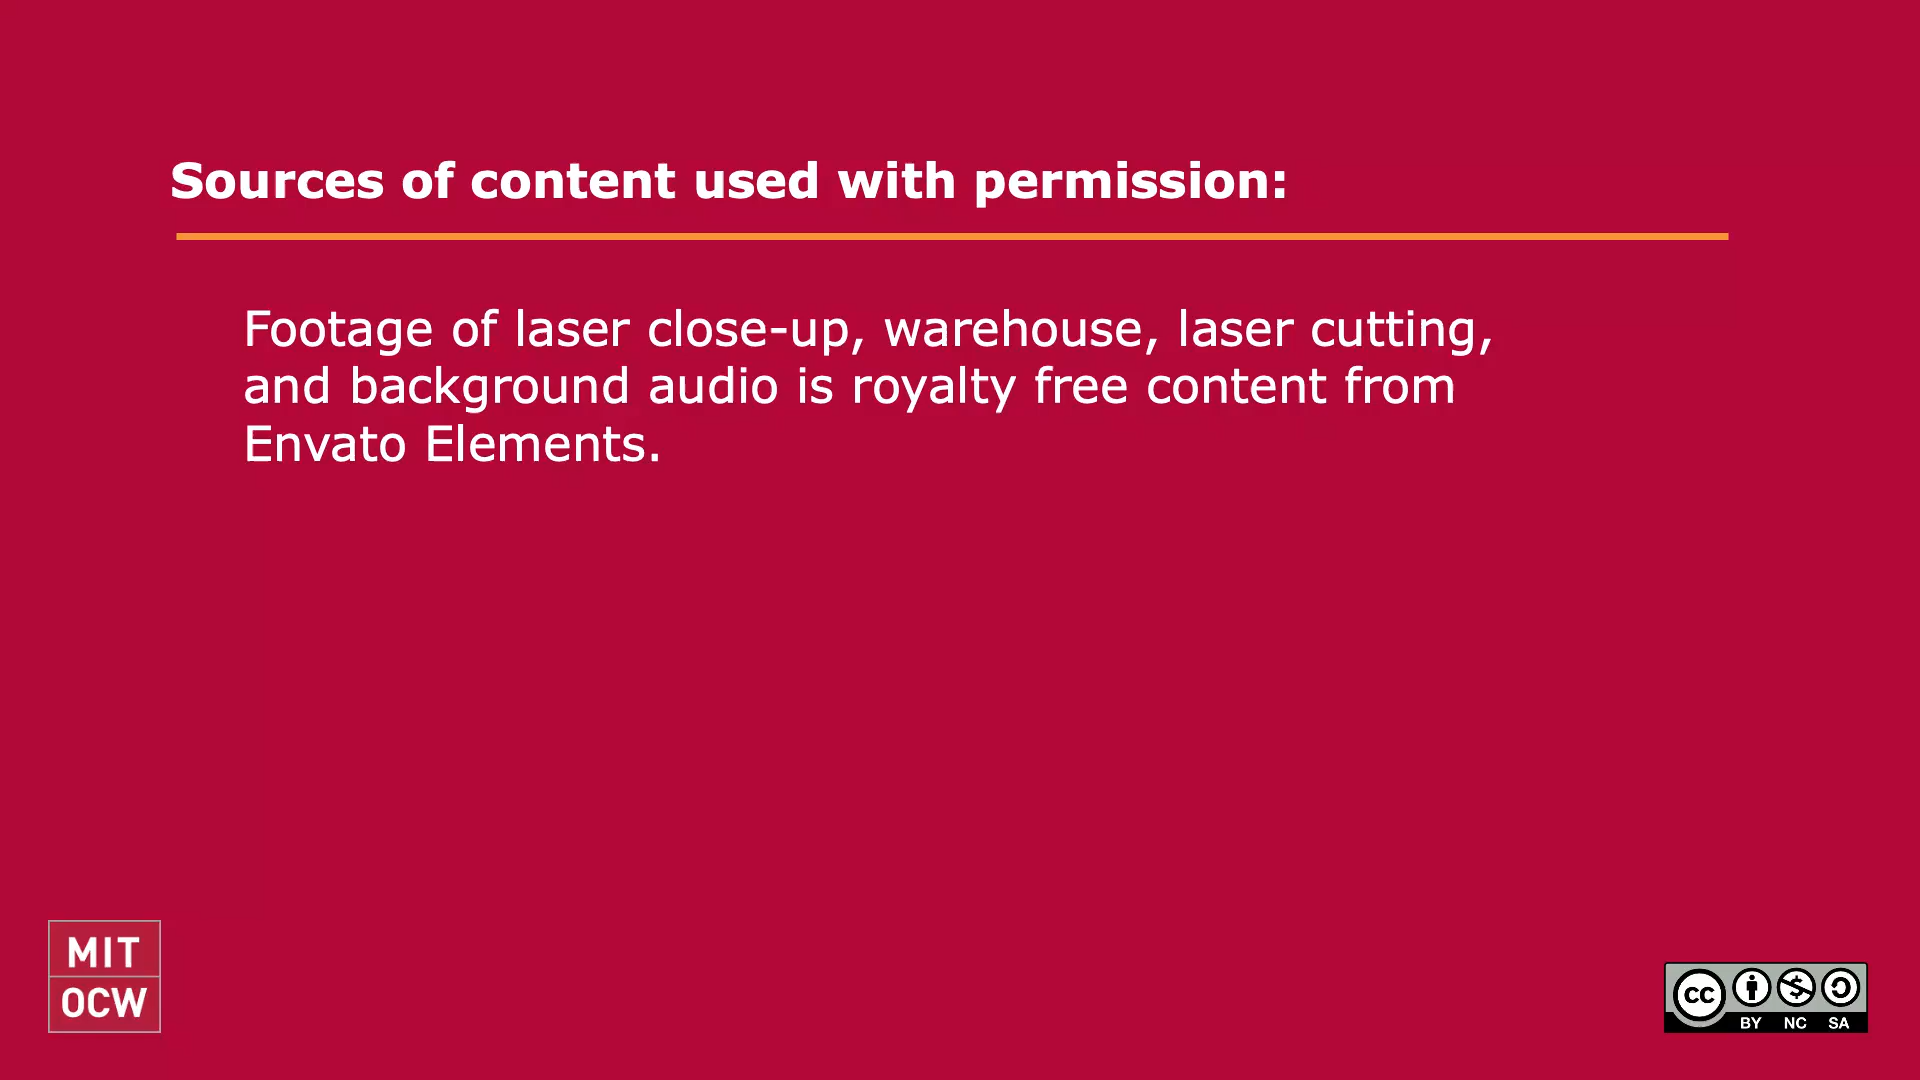 Sources of content used with permission:
Footage of laser close-up, warehouse, laser cutting,
and background audio is royalty free content from
Envato Elements.
MIT
OCW
cc
BY NC SA